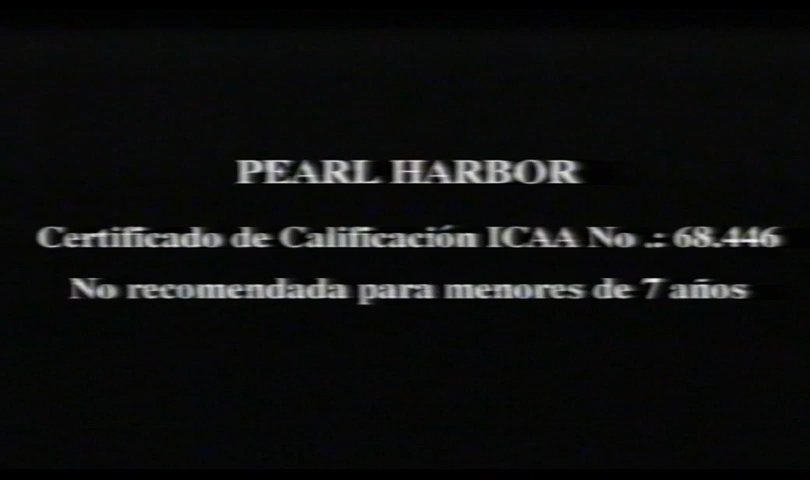 PEARL HARBOR
Certificado de Calificación ICAA No .: 68.446
No recomendada para menores de 7 años